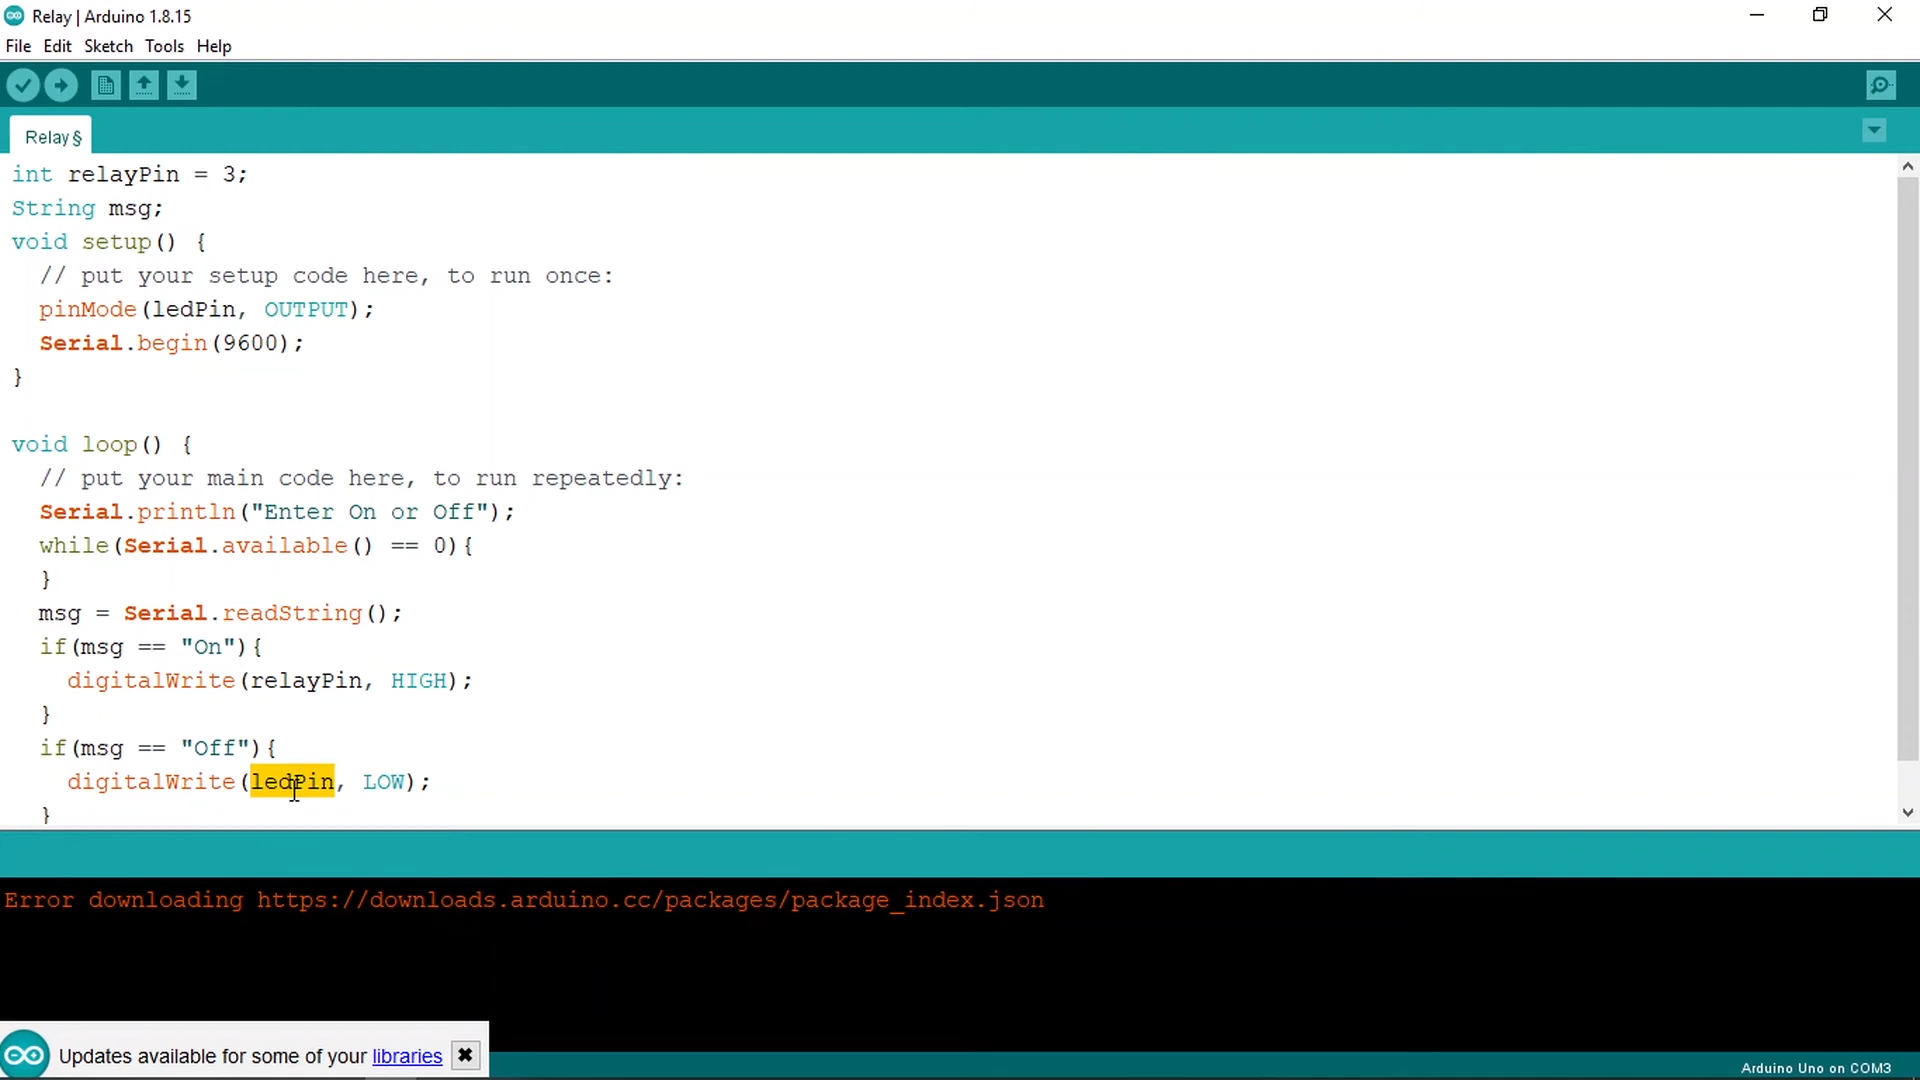 Relay | Arduino 1.8.15
File Edit Sketch Tools Help
Relay §
int relayPin = 3;
String msg;
void setup() {
  // put your setup code here, to run once:
  pinMode(ledPin, OUTPUT);
  Serial.begin(9600);
}
void loop() {
  // put your main code here, to run repeatedly:
  Serial.println("Enter On or Off");
  while(Serial.available() == 0){
  }
  msg = Serial.readString();
  if(msg == "On"){
    digitalWrite(relayPin, HIGH);
  }
  if(msg == "Off"){
    digitalWrite(ledPin, LOW);
  }
Error downloading https://downloads.arduino.cc/packages/package_index.json
Updates available for some of your libraries
Arduino Uno on COM3